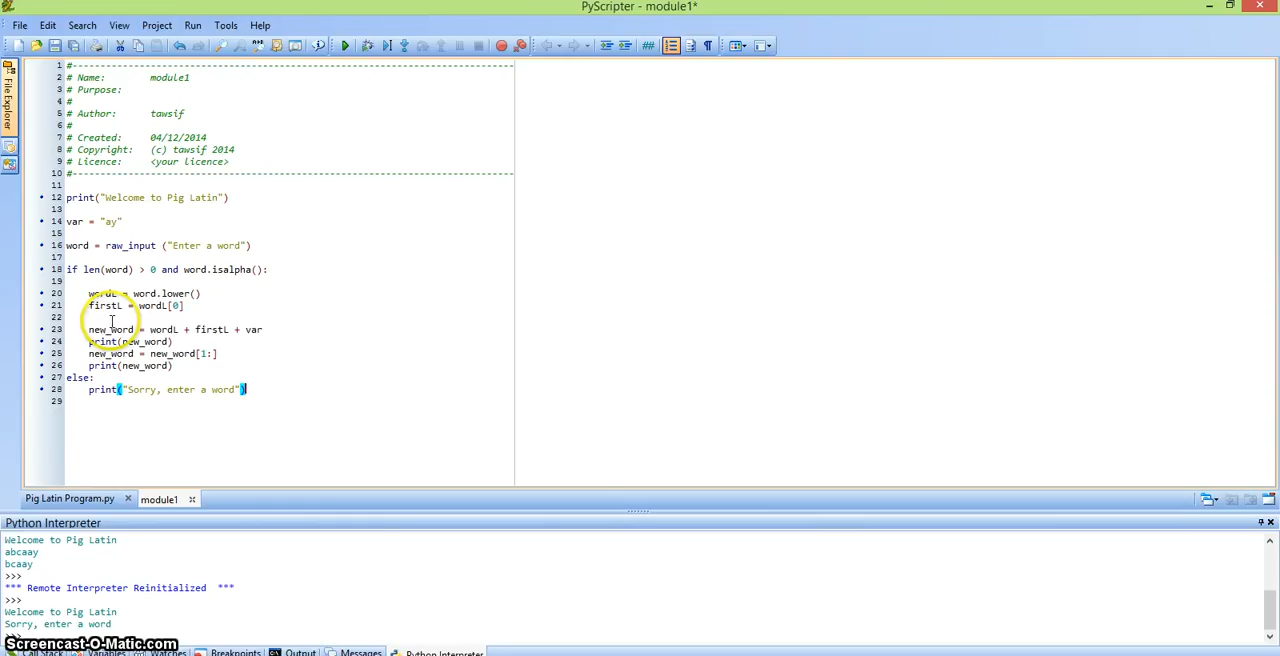 PyScripter - module1*
File Edit Search View Project Run Tools Help
File Explorer
1 #--------------------------------------------------------------------------------
2 # Name: module1
3 # Purpose:
4 #
5 # Author: tawsif
6 #
7 # Created: 04/12/2014
8 # Copyright: (c) tawsif 2014
9 # Licence: <your licence>
10 #--------------------------------------------------------------------------------
11
12 print("Welcome to Pig Latin")
13
14 var = "ay"
15
16 word = raw_input ("Enter a word")
17
18 if len(word) > 0 and word.isalpha():
19
20 wordL = word.lower()
21 firstL = wordL[0]
22
23 new_word = wordL + firstL + var
24 print(new_word)
25 new_word = new_word[1:]
26 print(new_word)
27 else:
28 print("Sorry, enter a word")
29
Pig Latin Program.py module1
Python Interpreter
Welcome to Pig Latin
abcaay
bcaay
>>>
*** Remote Interpreter Reinitialized ***
>>>
Welcome to Pig Latin
Sorry, enter a word
>>>
Screencast-O-Matic.com
Call Stack Variables Watches Breakpoints Output Messages Python Interpreter